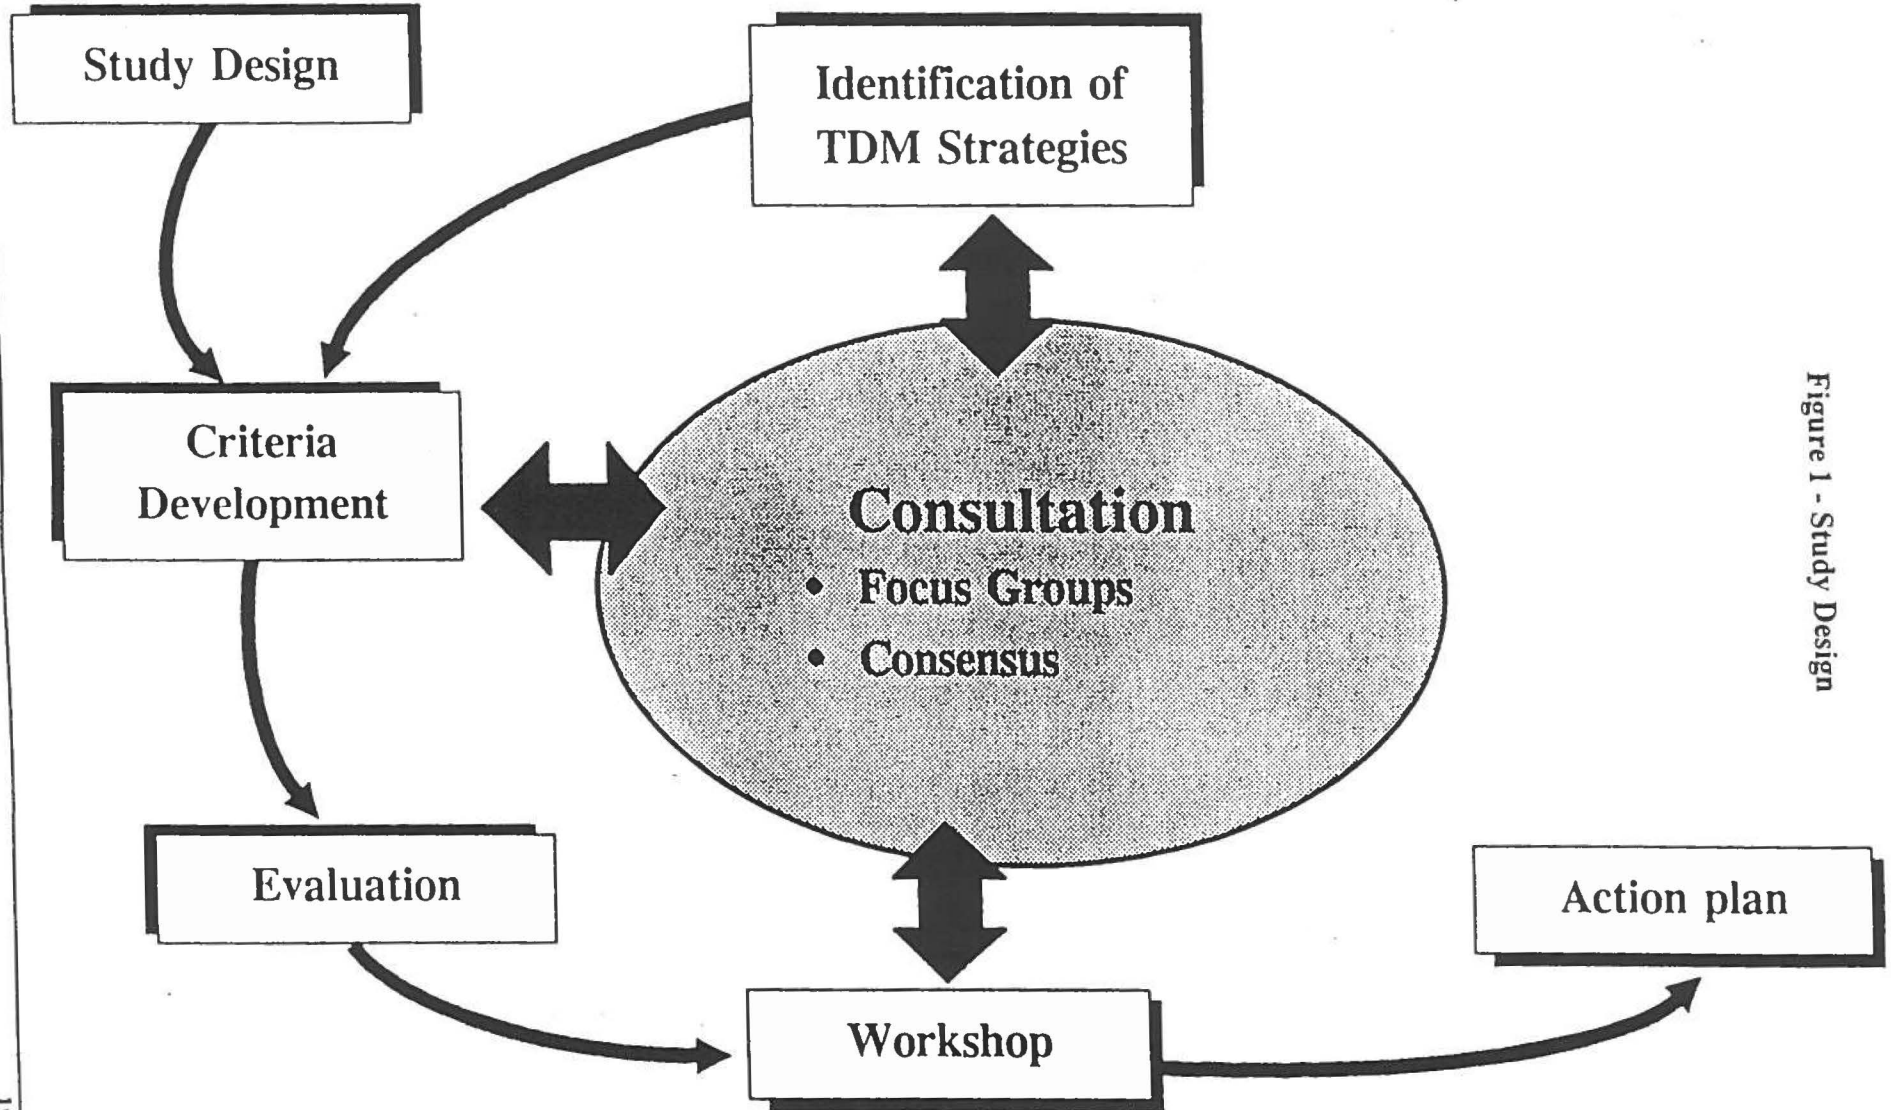 Study Design
Identification of
TDM Strategies
Criteria
Development
Consultation
• Focus Groups
• Consensus
Evaluation
Workshop
Action plan
Figure 1 - Study Design